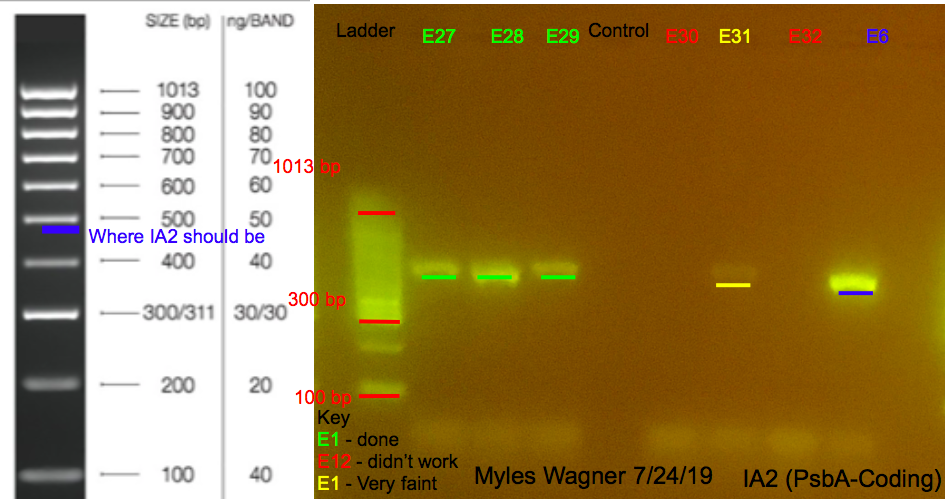 SIZE (bp) ng/BAND
1013 100
900 90
800 80
700 70
600 60
500 50
Where IA2 should be
400 40
300/311 30/30
200 20
100 40
Ladder E27 E28 E29 Control E30 E31 E32 E6
1013 bp
300 bp
100 bp
Key
E1 - done
E12 - didn't work
E1 - Very faint
Myles Wagner 7/24/19 IA2 (PsbA-Coding)